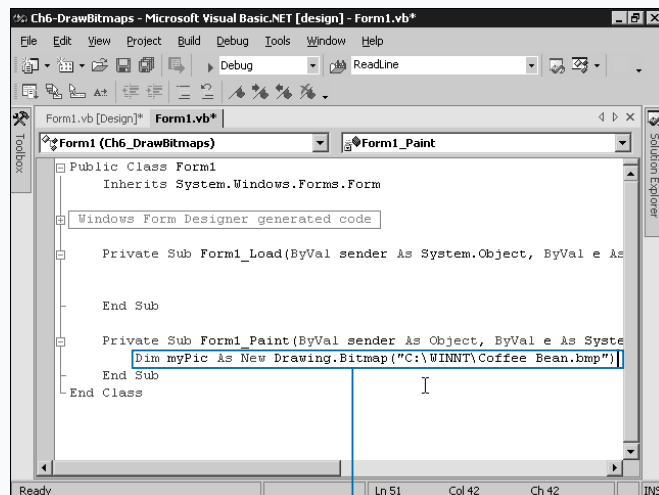 Ch6-DrawBitmaps - Microsoft Visual Basic.NET [design] - Form1.vb*
File Edit View Project Build Debug Tools Window Help
Debug ReadLine
Form1.vb [Design]* Form1.vb*
Toolbox
Solution Explorer
Form1 (Ch6_DrawBitmaps) Form1_Paint
Public Class Form1
Inherits System.Windows.Forms.Form
Windows Form Designer generated code
Private Sub Form1_Load(ByVal sender As System.Object, ByVal e As
End Sub
Private Sub Form1_Paint(ByVal sender As Object, ByVal e As Syste
Dim myPic As New Drawing.Bitmap("C:\WINNT\Coffee Bean.bmp")
End Sub
End Class
Ready Ln 51 Col 42 Ch 42 INS